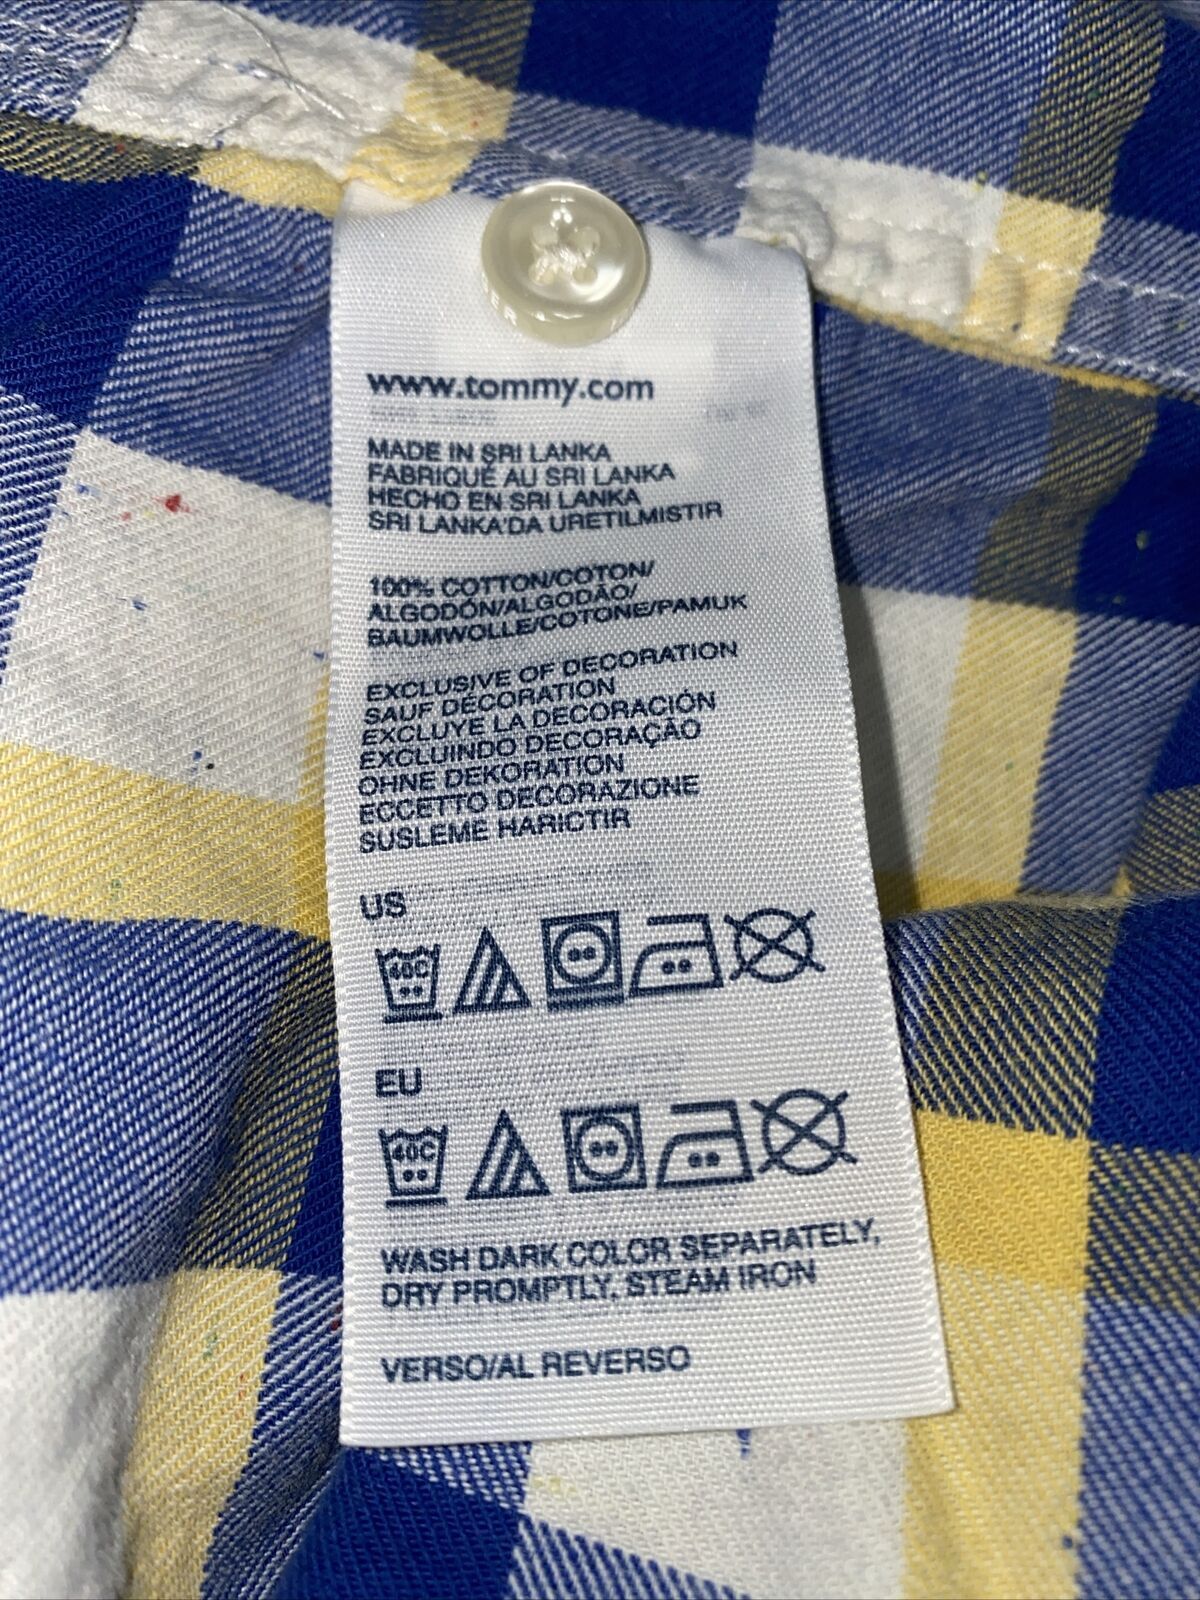 www.tommy.com
MADE IN SRI LANKA
FABRIQUÉ AU SRI LANKA
HECHO EN SRI LANKA
SRI LANKA'DA URETILMISTIR
100% COTTON/COTON/
ALGODÓN/ALGODÃO/
BAUMWOLLE/COTONE/PAMUK
EXCLUSIVE OF DECORATION
SAUF DÉCORATION
EXCLUYE LA DECORACIÓN
EXCLUINDO DECORAÇÃO
OHNE DEKORATION
ECCETTO DECORAZIONE
SUSLEME HARICTIR
US
40C
EU
40C
WASH DARK COLOR SEPARATELY,
DRY PROMPTLY, STEAM IRON
VERSO/AL REVERSO